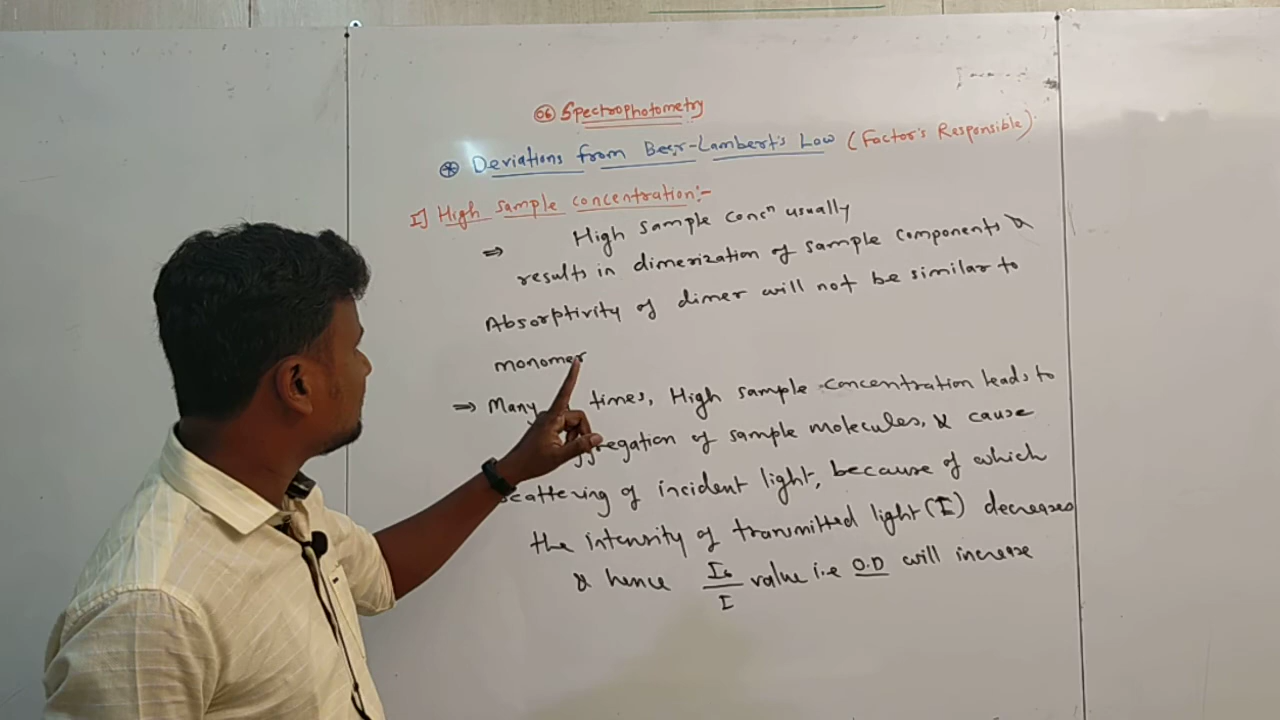 06 Spectrophotometry
* Deviations from Beer-Lambert's Low (Factor's Responsible):
I] High sample concentration:-
⇒ High sample concⁿ usually
results in dimerization of sample components &
Absorptivity of dimer will not be similar to
monomer
⇒ Many times, High sample concentration leads to
ggregation of sample molecules, & cause
scattering of incident light, because of which
the intensity of transmitted light (I) decreases
& hence I₀/I value i.e O.D will increase